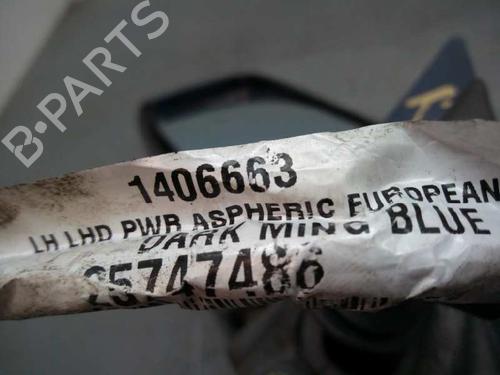 B-PARTS
1406663
LH LHD PWR ASPHERIC EUROPEAN
DARK MING BLUE
25747486